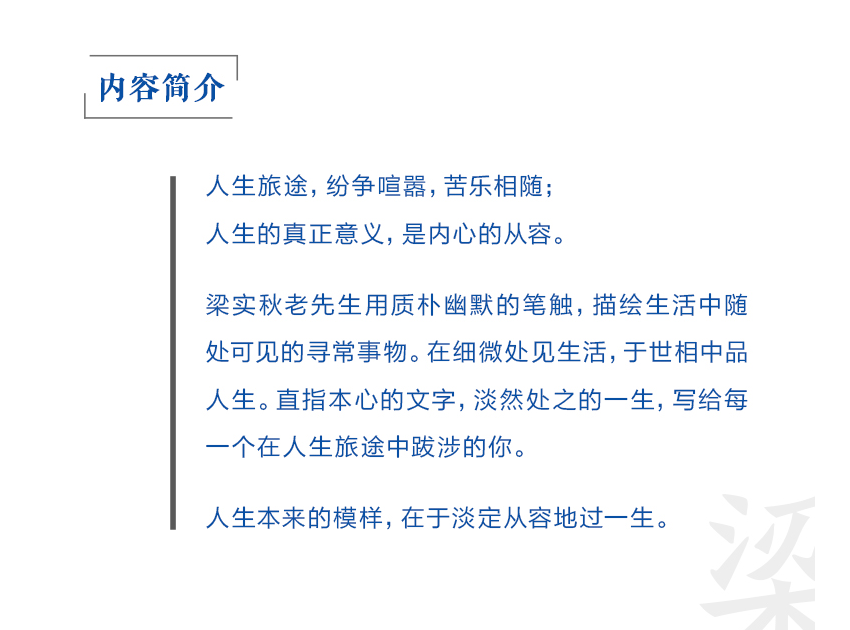 内容简介
人生旅途,纷争喧嚣,苦乐相随;
人生的真正意义,是内心的从容。
梁实秋老先生用质朴幽默的笔触,描绘生活中随
处可见的寻常事物。在细微处见生活,于世相中品
人生。直指本心的文字,淡然处之的一生,写给每
一个在人生旅途中跋涉的你。
人生本来的模样,在于淡定从容地过一生。
梁